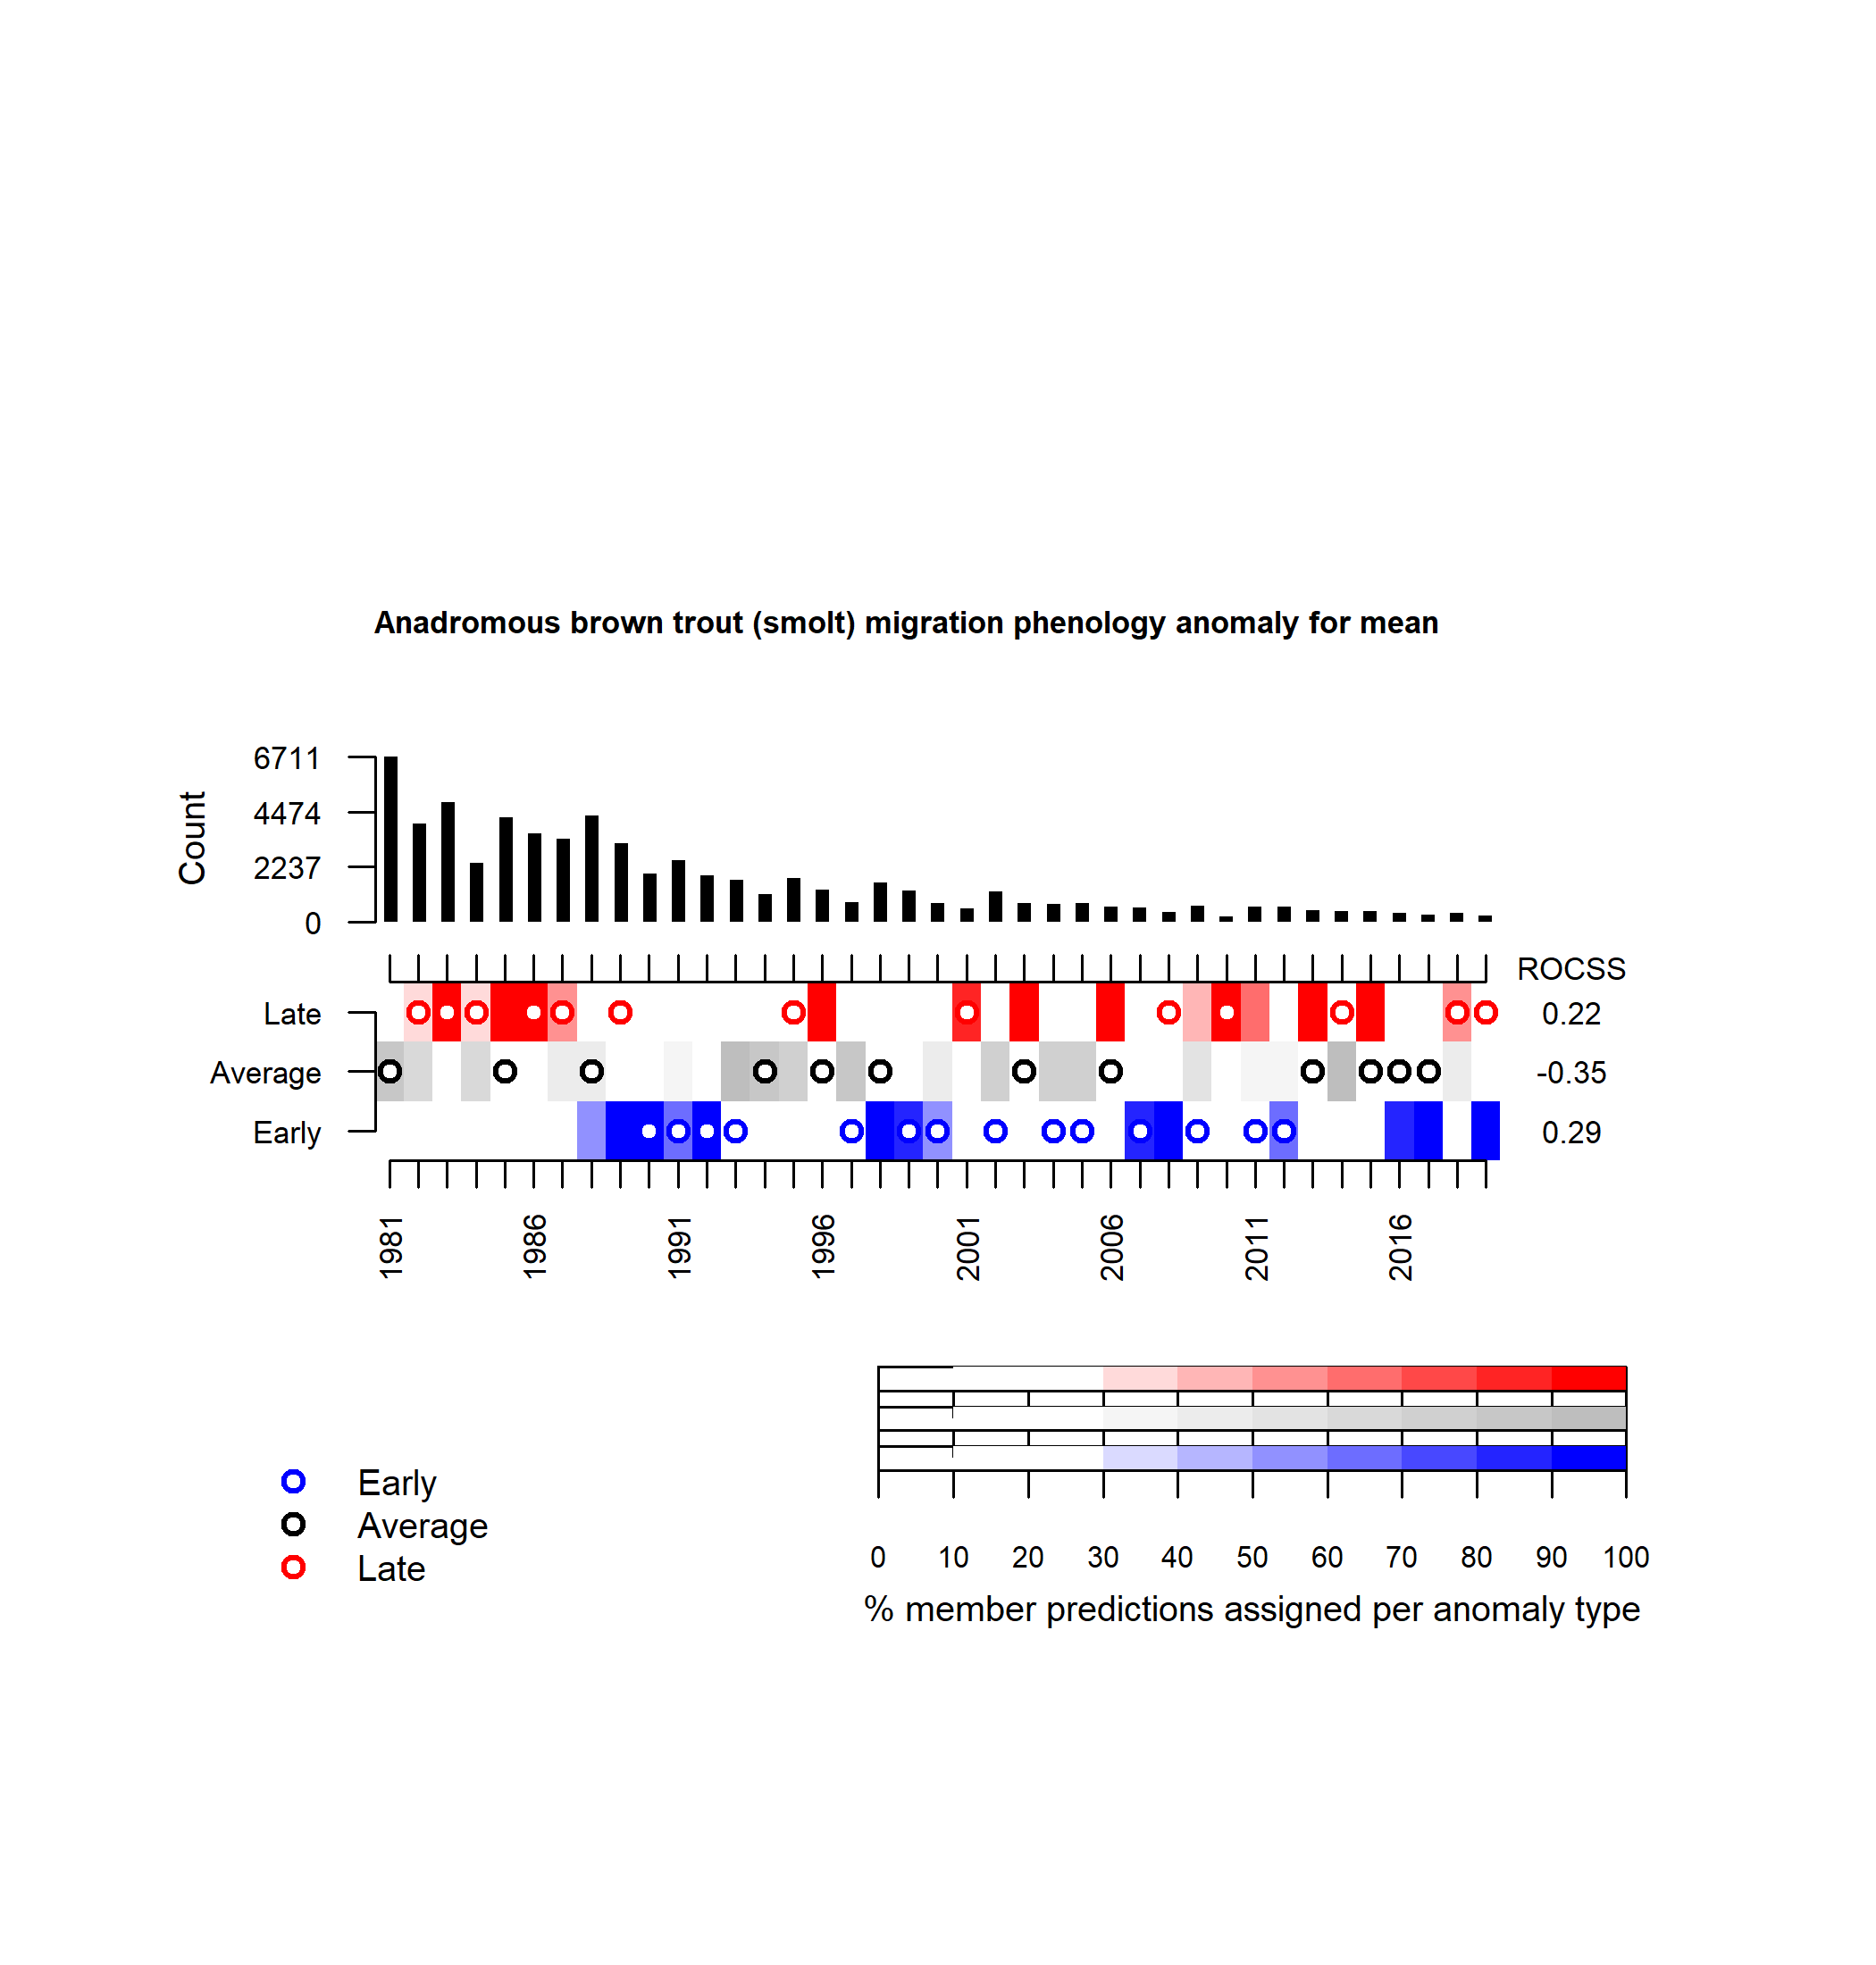 Anadromous brown trout (smolt) migration phenology anomaly for mean
Count
6711
4474
2237
0
ROCSS
Late
0.22
Average
-0.35
Early
0.29
1981
1986
1991
1996
2001
2006
2011
2016
Early
Average
Late
0 10 20 30 40 50 60 70 80 90 100
% member predictions assigned per anomaly type